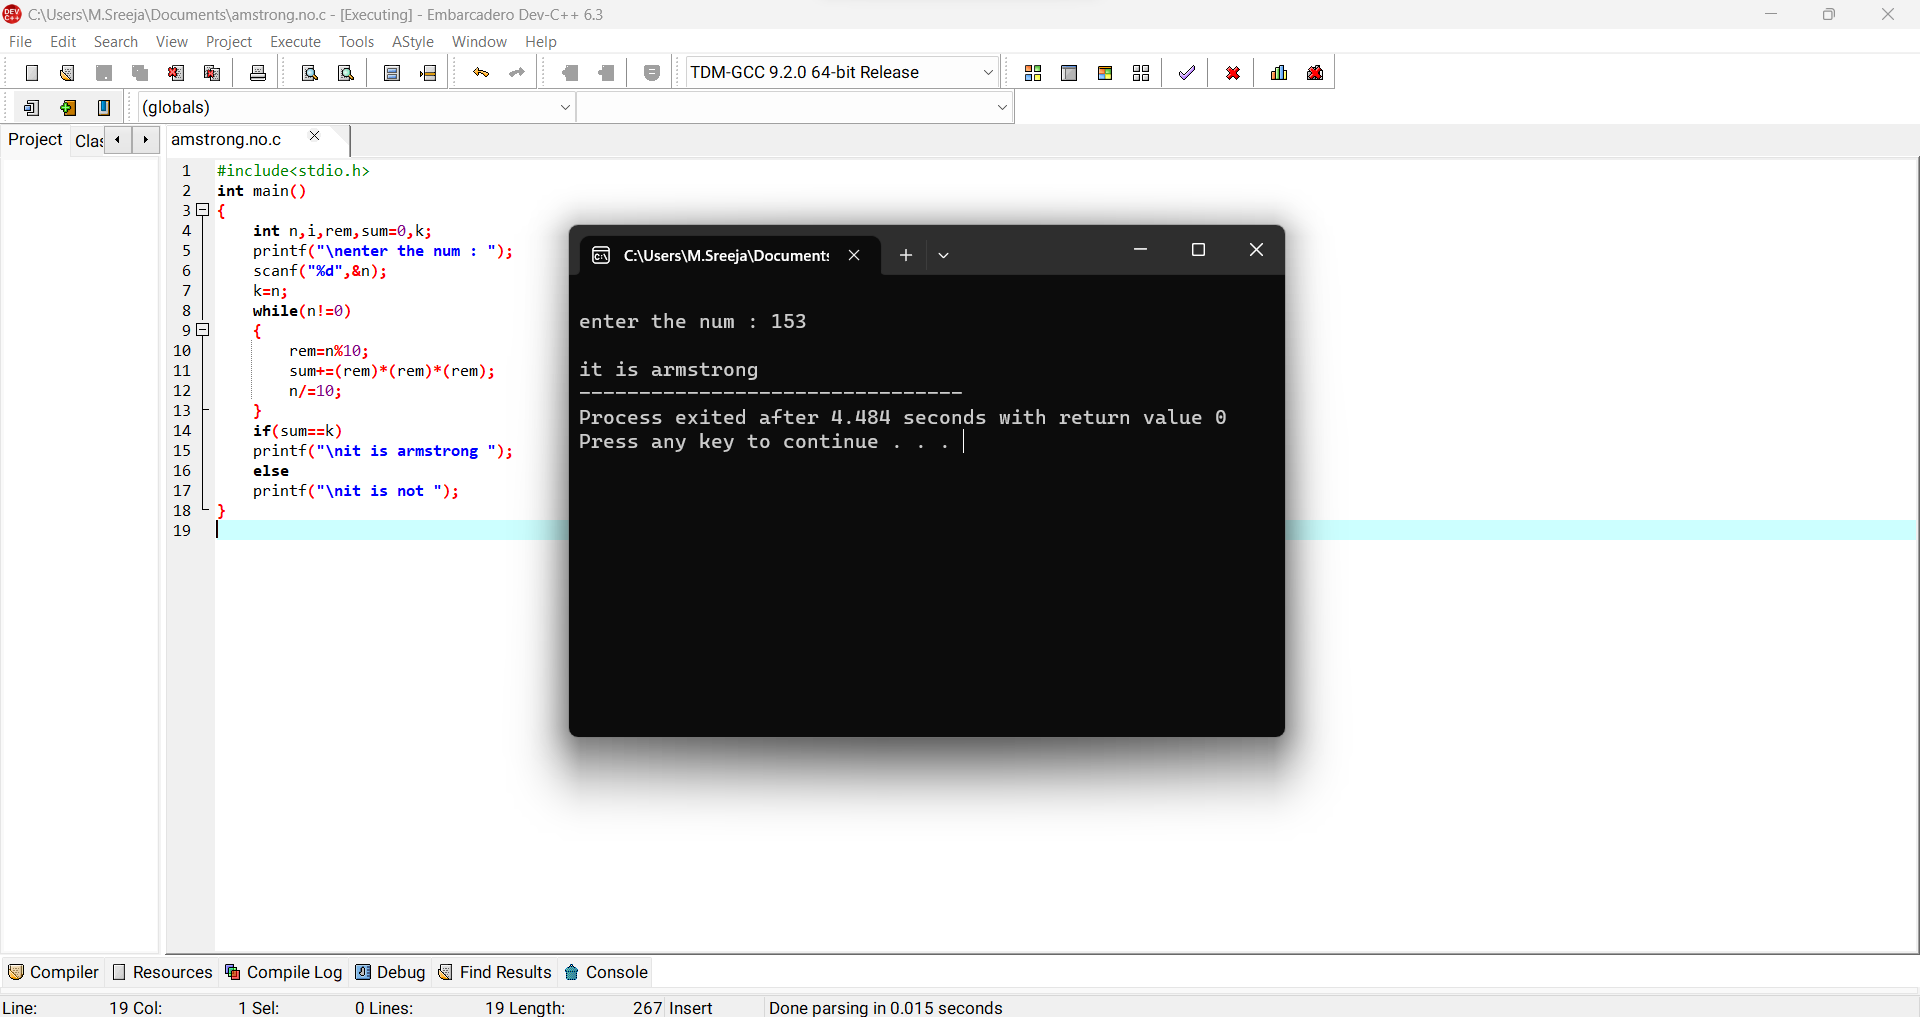 C:\Users\M.Sreeja\Documents\amstrong.no.c - [Executing] - Embarcadero Dev-C++ 6.3
File Edit Search View Project Execute Tools AStyle Window Help
TDM-GCC 9.2.0 64-bit Release
(globals)
Project Clas amstrong.no.c
1 #include<stdio.h>
2 int main()
3 {
4 int n,i,rem,sum=0,k;
5 printf("\nenter the num : ");
6 scanf("%d",&n);
7 k=n;
8 while(n!=0)
9 {
10 rem=n%10;
11 sum+=(rem)*(rem)*(rem);
12 n/=10;
13 }
14 if(sum==k)
15 printf("\nit is armstrong ");
16 else
17 printf("\nit is not ");
18 }
19
C:\Users\M.Sreeja\Documents
enter the num : 153
it is armstrong
--------------------------------
Process exited after 4.484 seconds with return value 0
Press any key to continue . . .
Compiler Resources Compile Log Debug Find Results Console
Line: 19 Col: 1 Sel: 0 Lines: 19 Length: 267 Insert Done parsing in 0.015 seconds